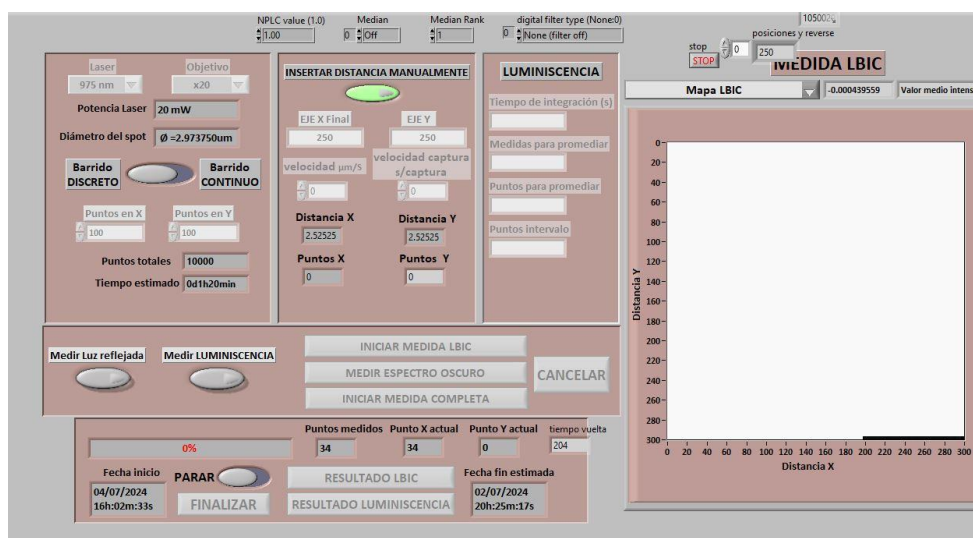 NPLC value (1.0) Median Median Rank digital filter type (None:0)
1.00 0 Off 1 0 None (filter off)
posiciones y reverse
stop 0 250
STOP
MEDIDA LBIC
Mapa LBIC -0.000439559 Valor medio intens
Laser Objetivo
975 nm x20
Potencia Laser 20 mW
Diámetro del spot Ø =2.973750um
Barrido DISCRETO Barrido CONTINUO
Puntos en X Puntos en Y
100 100
Puntos totales 10000
Tiempo estimado 0d1h20min
INSERTAR DISTANCIA MANUALMENTE
EJE X Final EJE Y
250 250
velocidad µm/S velocidad captura s/captura
0 0
Distancia X Distancia Y
2.52525 2.52525
Puntos X Puntos Y
0 0
LUMINISCENCIA
Tiempo de integración (s)
Medidas para promediar
Puntos para promediar
Puntos intervalo
Distancia Y
0
20
40
60
80
100
120
140
160
180
200
220
240
260
280
300
0 20 40 60 80 100 120 140 160 180 200 220 240 260 280 300
Distancia X
Medir Luz reflejada Medir LUMINISCENCIA
INICIAR MEDIDA LBIC
MEDIR ESPECTRO OSCURO
INICIAR MEDIDA COMPLETA
CANCELAR
Puntos medidos Punto X actual Punto Y actual tiempo vuelta
0% 34 34 0 204
Fecha inicio PARAR RESULTADO LBIC Fecha fin estimada
04/07/2024 02/07/2024
16h:02m:33s FINALIZAR RESULTADO LUMINISCENCIA 20h:25m:17s